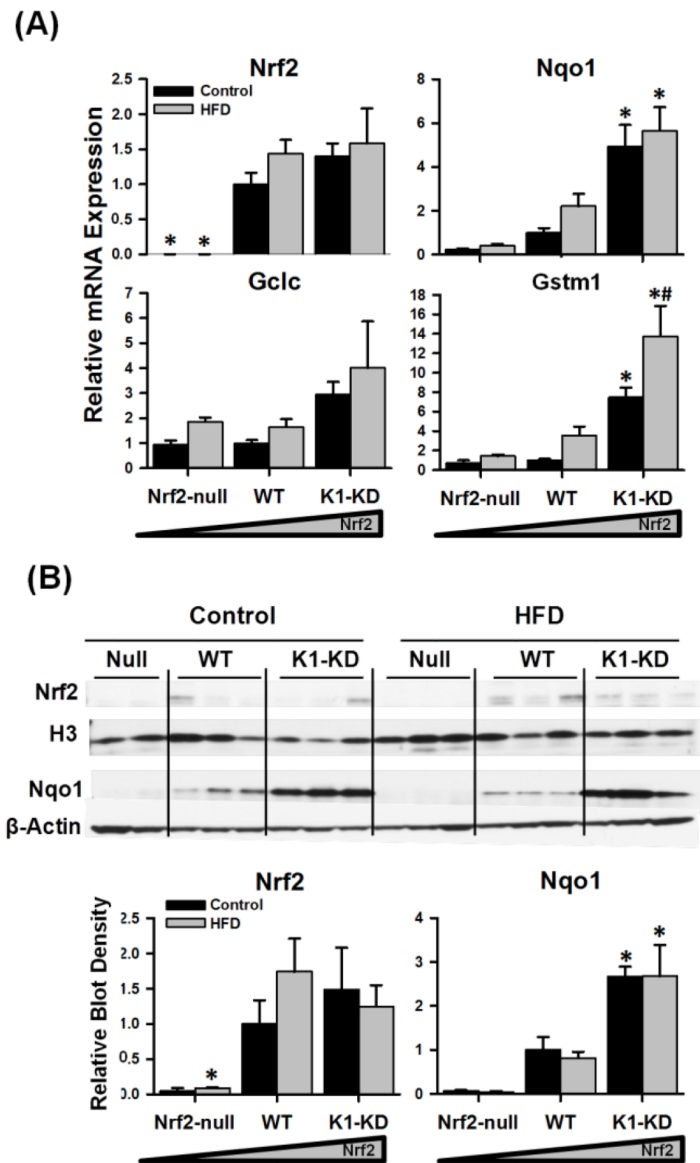 (A)
Nrf2
Nqo1
Relative mRNA Expression
2.5
2.0
1.5
1.0
0.5
0.0
Control
HFD
* *
8
6
4
2
0
* *
Gclc
Gstm1
7
6
5
4
3
2
1
0
18
16
14
12
10
8
6
4
2
0
* *#
Nrf2-null WT K1-KD
Nrf2-null WT K1-KD
Nrf2
Nrf2
(B)
Control HFD
Null WT K1-KD Null WT K1-KD
Nrf2
H3
Nqo1
β-Actin
Nrf2
Nqo1
Relative Blot Density
2.5
2.0
1.5
1.0
0.5
0.0
Control
HFD
*
4
3
2
1
0
* *
Nrf2-null WT K1-KD
Nrf2-null WT K1-KD
Nrf2
Nrf2